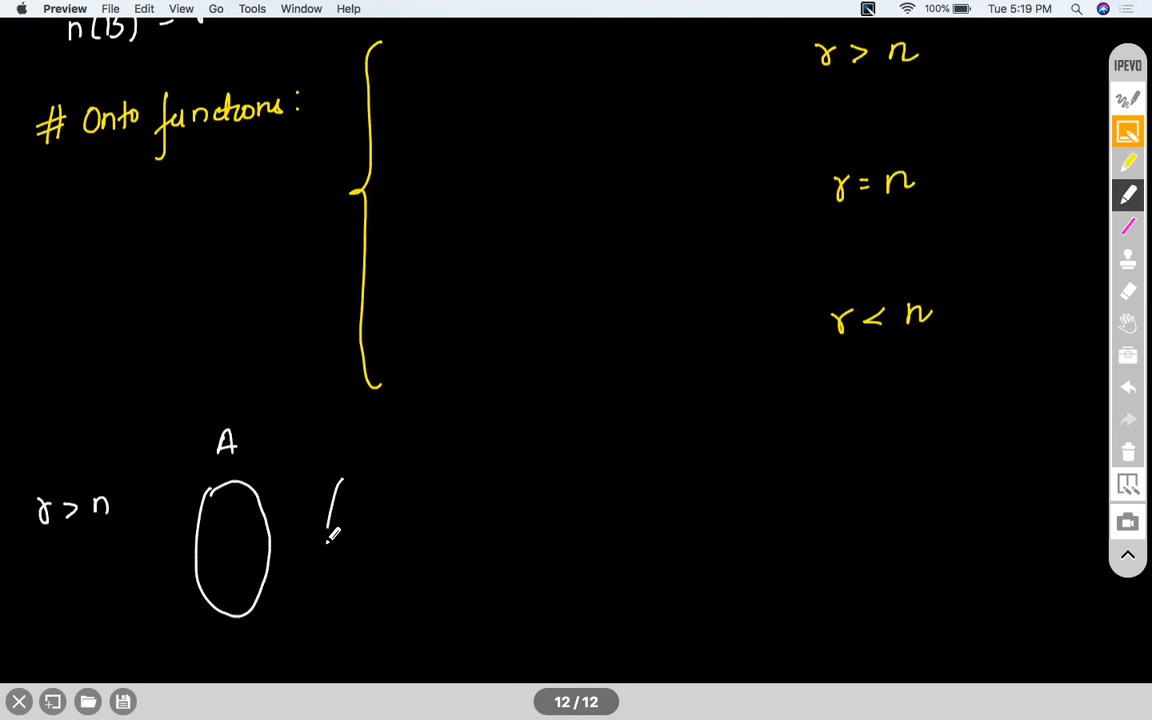 Preview File Edit View Go Tools Window Help 100% Tue 5:19 PM
n(B) =
r > n
IPEVO
# Onto functions:
r = n
r < n
A
r > n
12 / 12